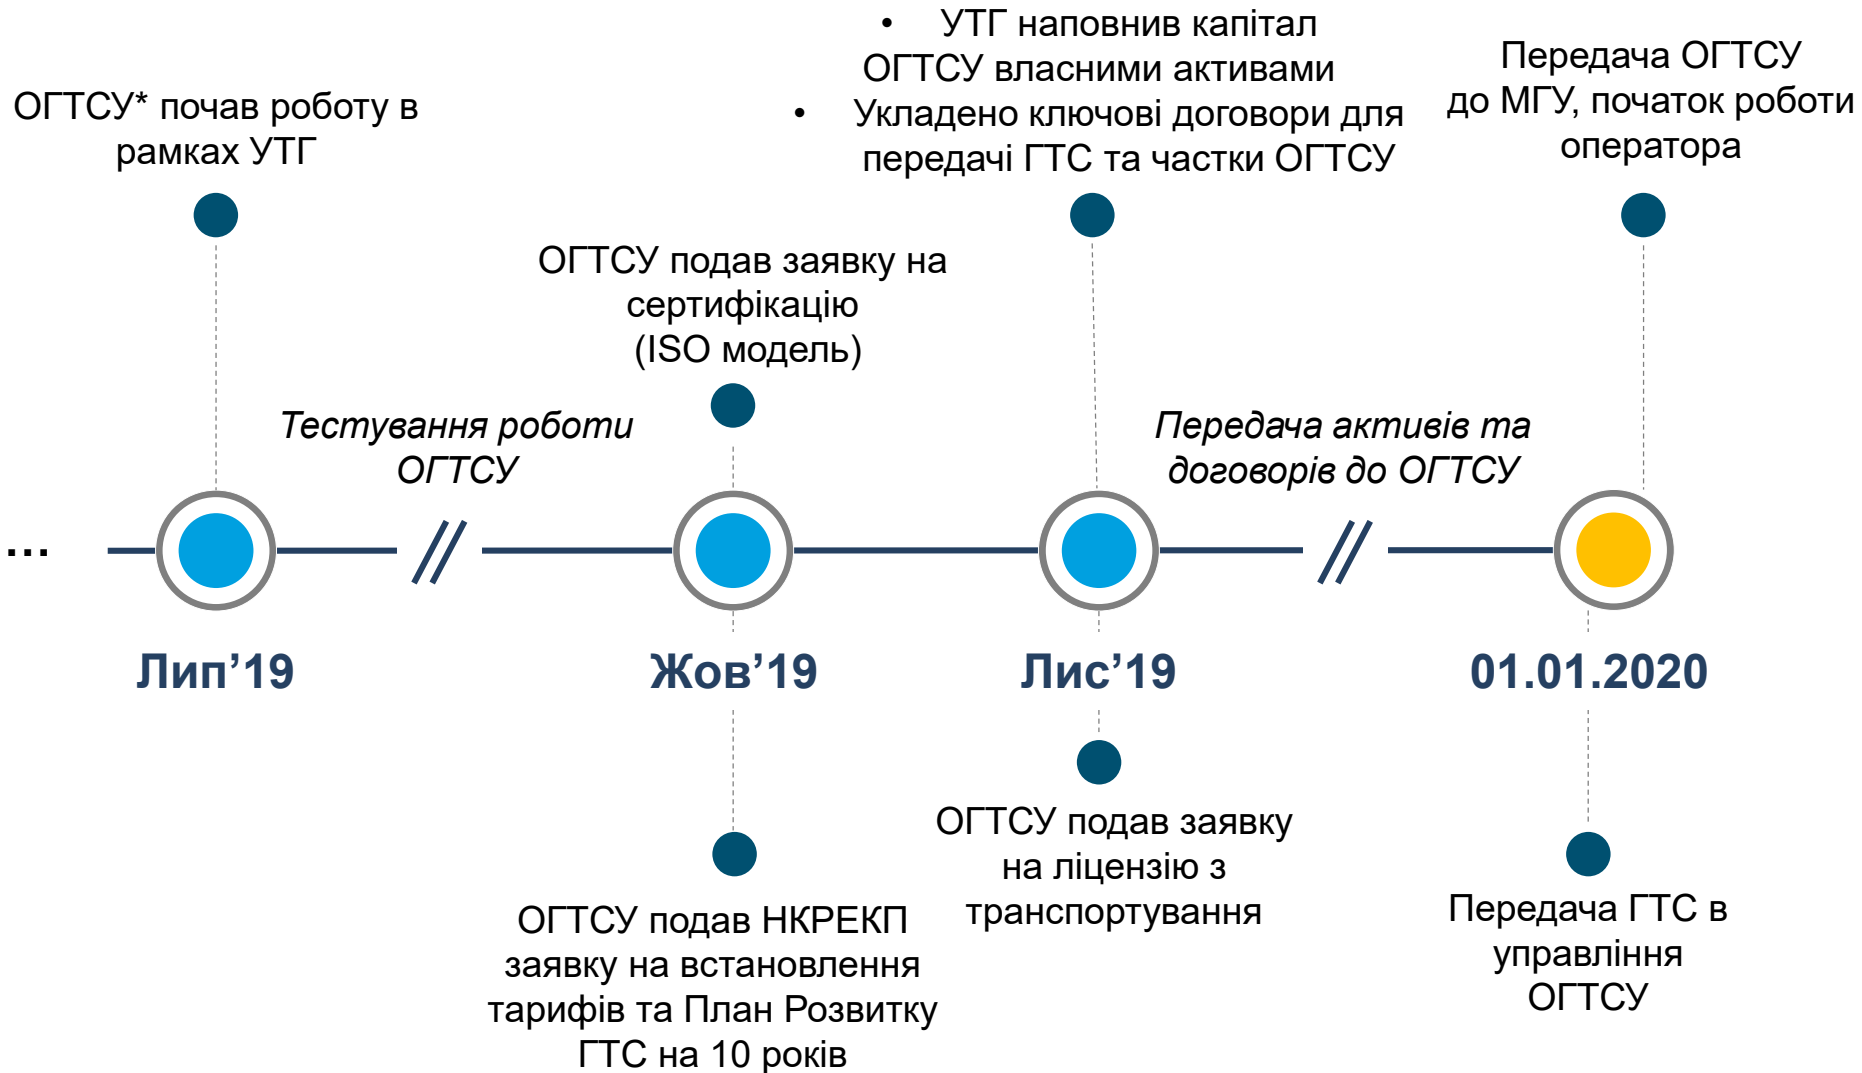 ОГТСУ* почав роботу в
рамках УТГ
• УТГ наповнив капітал
ОГТСУ власними активами
• Укладено ключові договори для
передачі ГТС та частки ОГТСУ
Передача ОГТСУ
до МГУ, початок роботи
оператора
ОГТСУ подав заявку на
сертифікацію
(ISO модель)
Тестування роботи
ОГТСУ
Передача активів та
договорів до ОГТСУ
...
Лип’19
Жов’19
Лис’19
01.01.2020
ОГТСУ подав НКРЕКП
заявку на встановлення
тарифів та План Розвитку
ГТС на 10 років
ОГТСУ подав заявку
на ліцензію з
транспортування
Передача ГТС в
управління
ОГТСУ